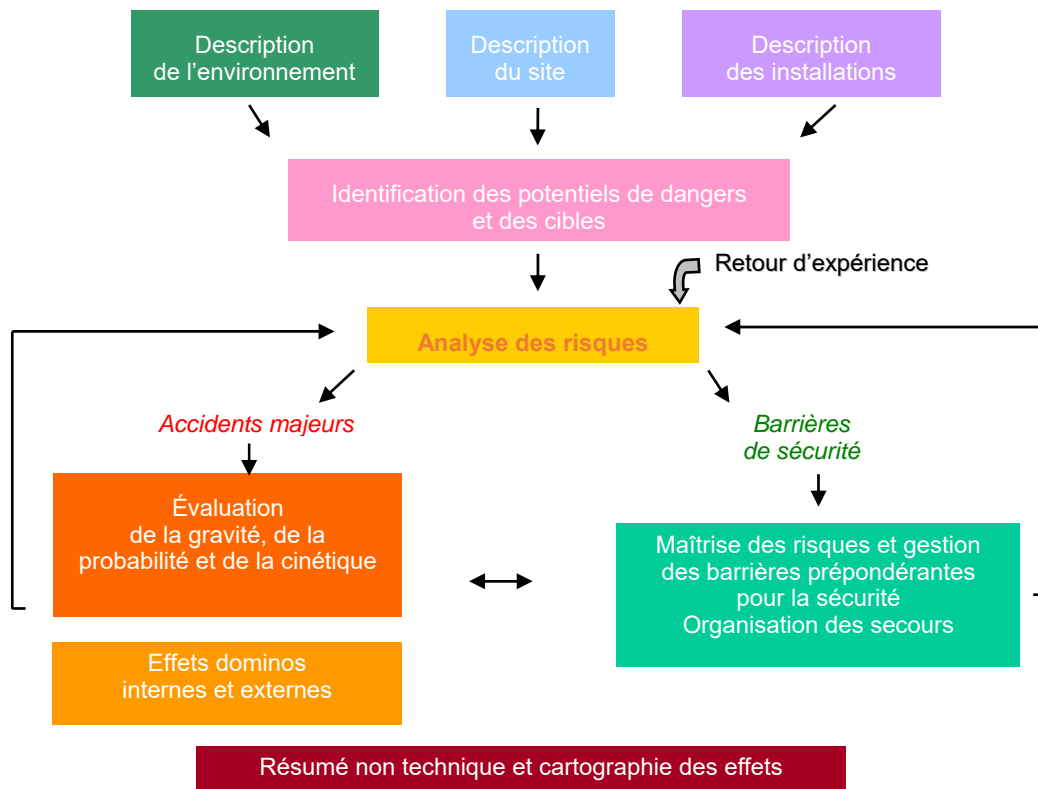 Description
de l’environnement
Description
du site
Description
des installations
Identification des potentiels de dangers
et des cibles
Retour d’expérience
Analyse des risques
Accidents majeurs
Barrières
de sécurité
Évaluation
de la gravité, de la
probabilité et de la cinétique
Maîtrise des risques et gestion
des barrières prépondérantes
pour la sécurité
Organisation des secours
Effets dominos
internes et externes
Résumé non technique et cartographie des effets